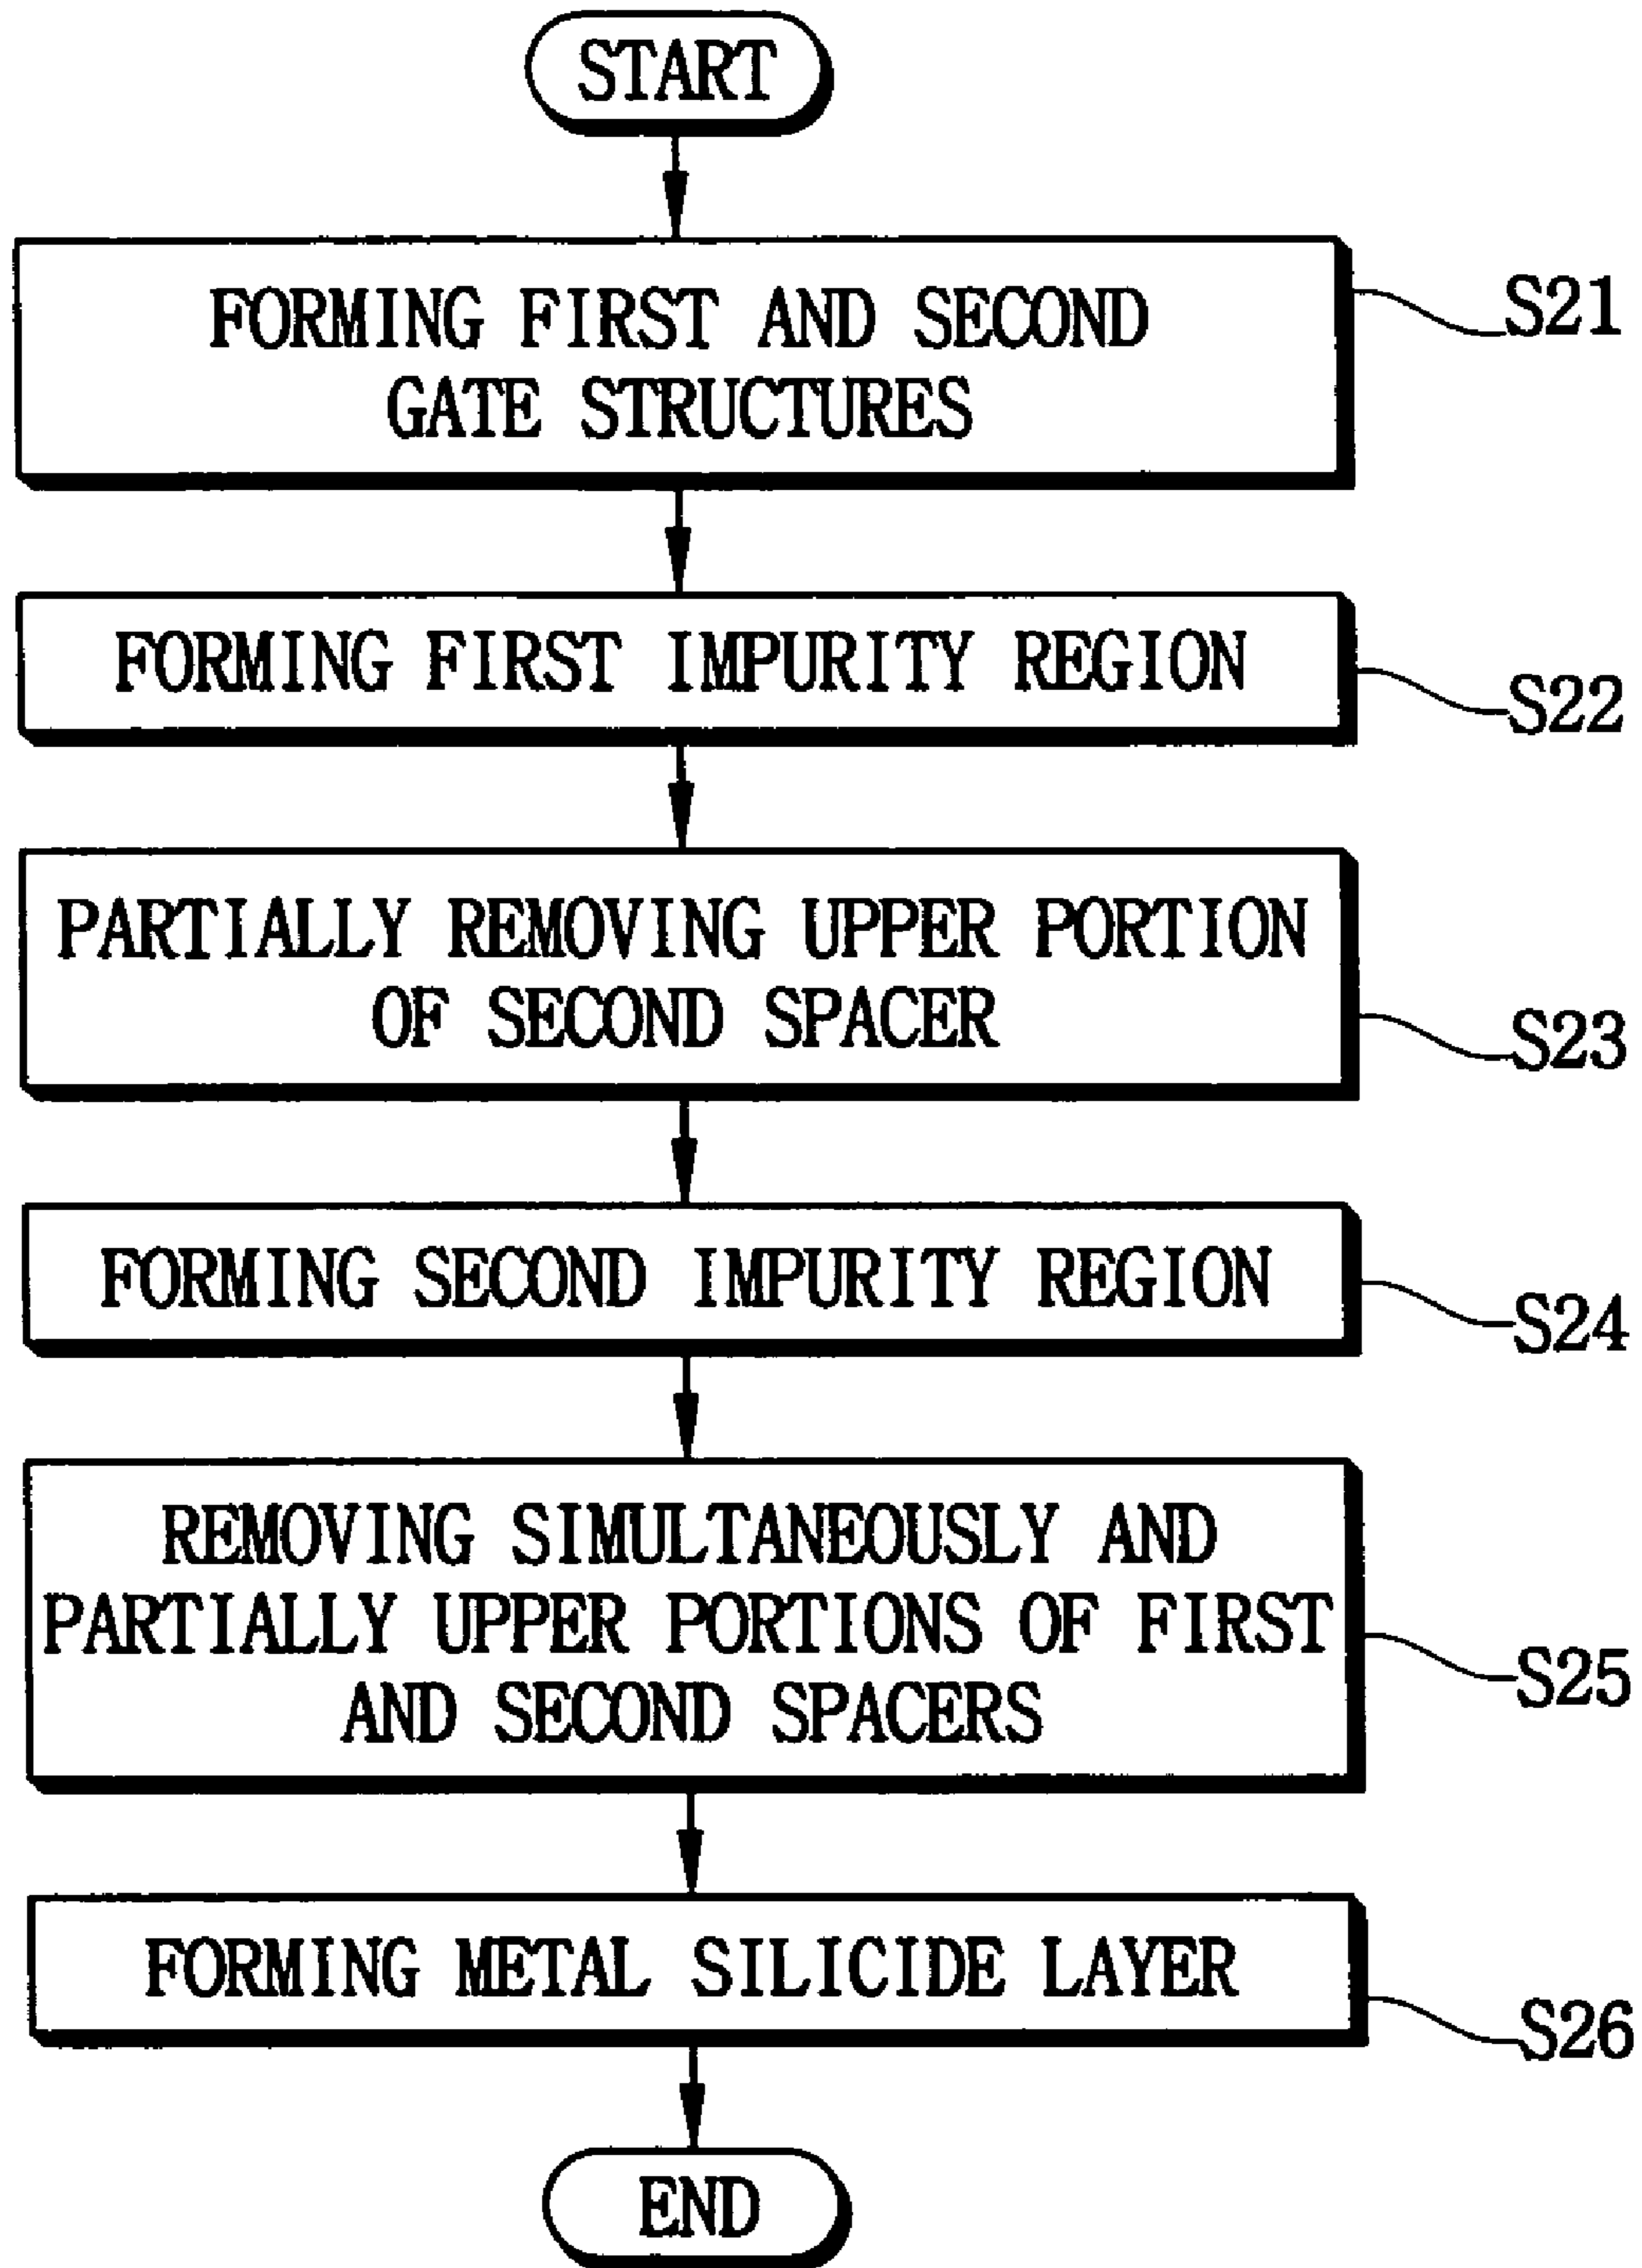 START
FORMING FIRST AND SECOND
GATE STRUCTURES
S21
FORMING FIRST IMPURITY REGION
S22
PARTIALLY REMOVING UPPER PORTION
OF SECOND SPACER
S23
FORMING SECOND IMPURITY REGION
S24
REMOVING SIMULTANEOUSLY AND
PARTIALLY UPPER PORTIONS OF FIRST
AND SECOND SPACERS
S25
FORMING METAL SILICIDE LAYER
S26
END